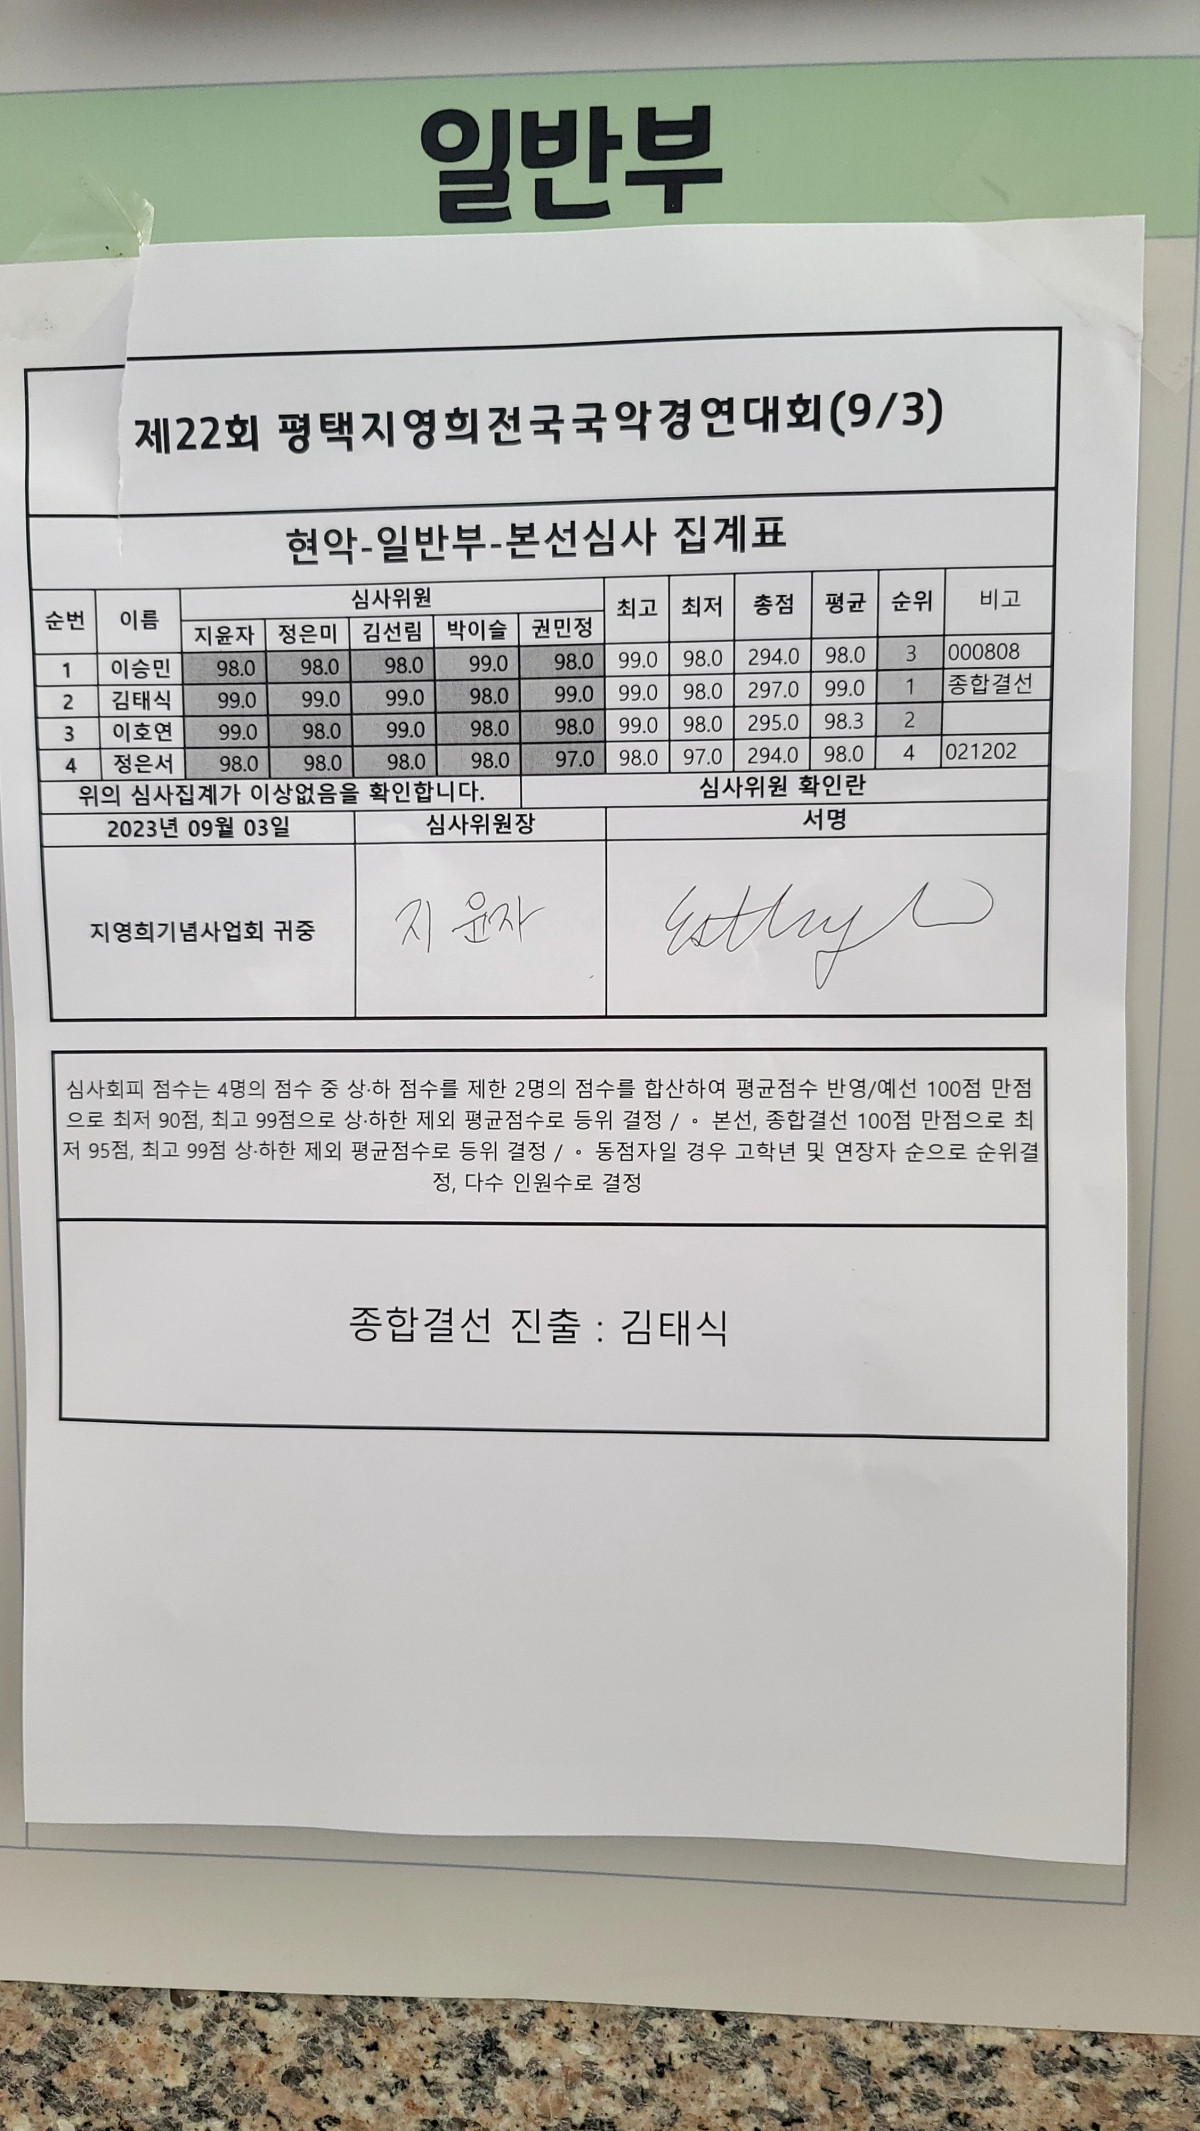 일반부
제22회 평택지영희전국국악경연대회(9/3)
현악-일반부-본선심사 집계표
순번 이름 심사위원 최고 최저 총점 평균 순위 비고
지윤자 정은미 김선림 박이슬 권민정
1 이승민 98.0 98.0 98.0 99.0 98.0 99.0 98.0 294.0 98.0 3 000808
2 김태식 99.0 99.0 99.0 98.0 99.0 99.0 98.0 297.0 99.0 1 종합결선
3 이호연 99.0 98.0 99.0 98.0 98.0 99.0 98.0 295.0 98.3 2
4 정은서 98.0 98.0 98.0 98.0 97.0 98.0 97.0 294.0 98.0 4 021202
위의 심사집계가 이상없음을 확인합니다. 심사위원 확인란
2023년 09월 03일 심사위원장 서명
지영희기념사업회 귀중 지윤자
심사회피 점수는 4명의 점수 중 상·하 점수를 제한 2명의 점수를 합산하여 평균점수 반영/예선 100점 만점
으로 최저 90점, 최고 99점으로 상·하한 제외 평균점수로 등위 결정 / ◦ 본선, 종합결선 100점 만점으로 최
저 95점, 최고 99점 상·하한 제외 평균점수로 등위 결정 / ◦ 동점자일 경우 고학년 및 연장자 순으로 순위결
정, 다수 인원수로 결정
종합결선 진출 : 김태식